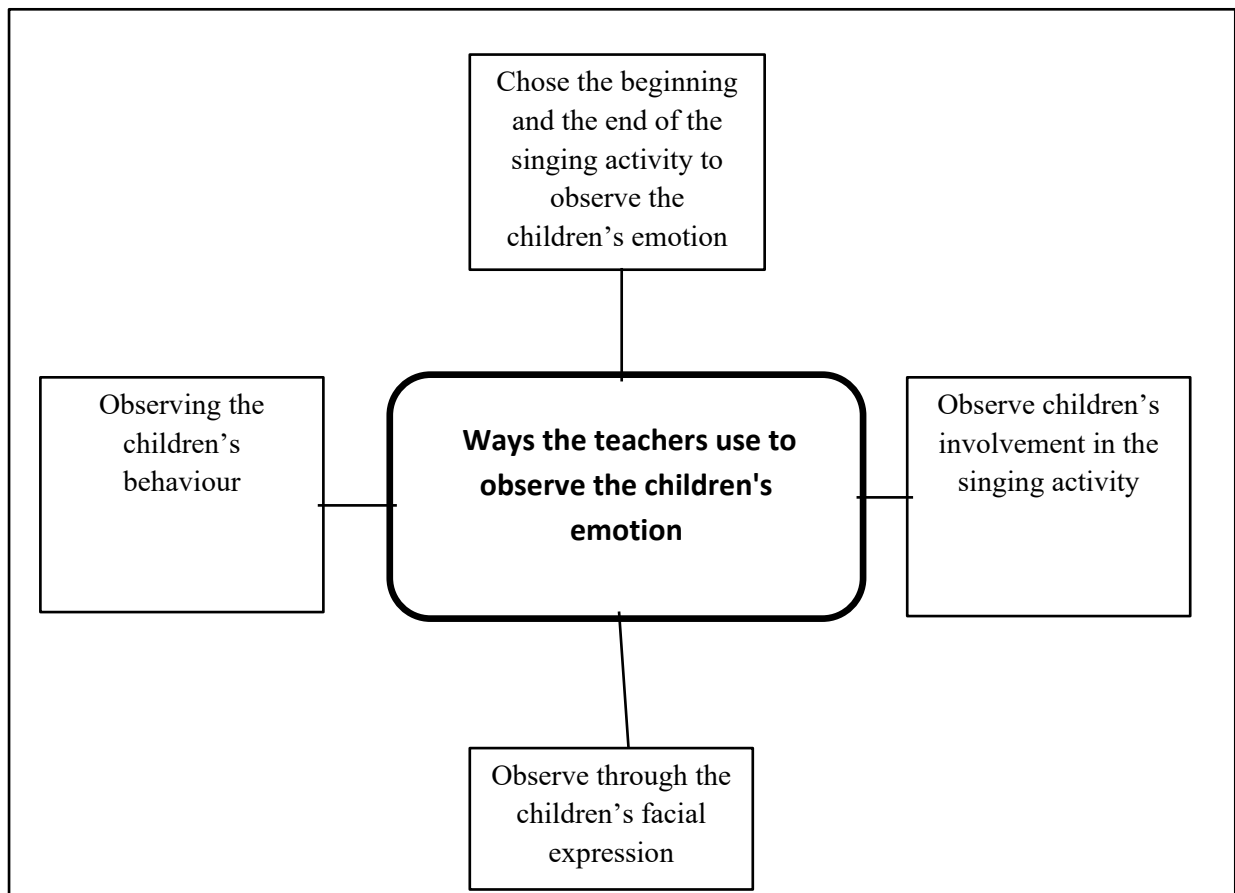 Chose the beginning
and the end of the
singing activity to
observe the
children’s emotion
Observing the
children’s
behaviour
Ways the teachers use to
observe the children's
emotion
Observe children’s
involvement in the
singing activity
Observe through the
children’s facial
expression